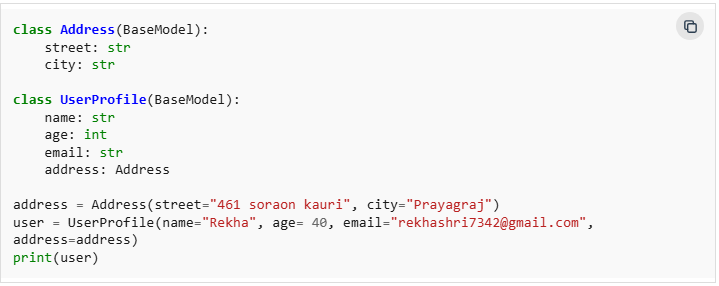 class Address(BaseModel):
    street: str
    city: str

class UserProfile(BaseModel):
    name: str
    age: int
    email: str
    address: Address

address = Address(street="461 soraon kauri", city="Prayagraj")
user = UserProfile(name="Rekha", age= 40, email="rekhashri7342@gmail.com",
address=address)
print(user)